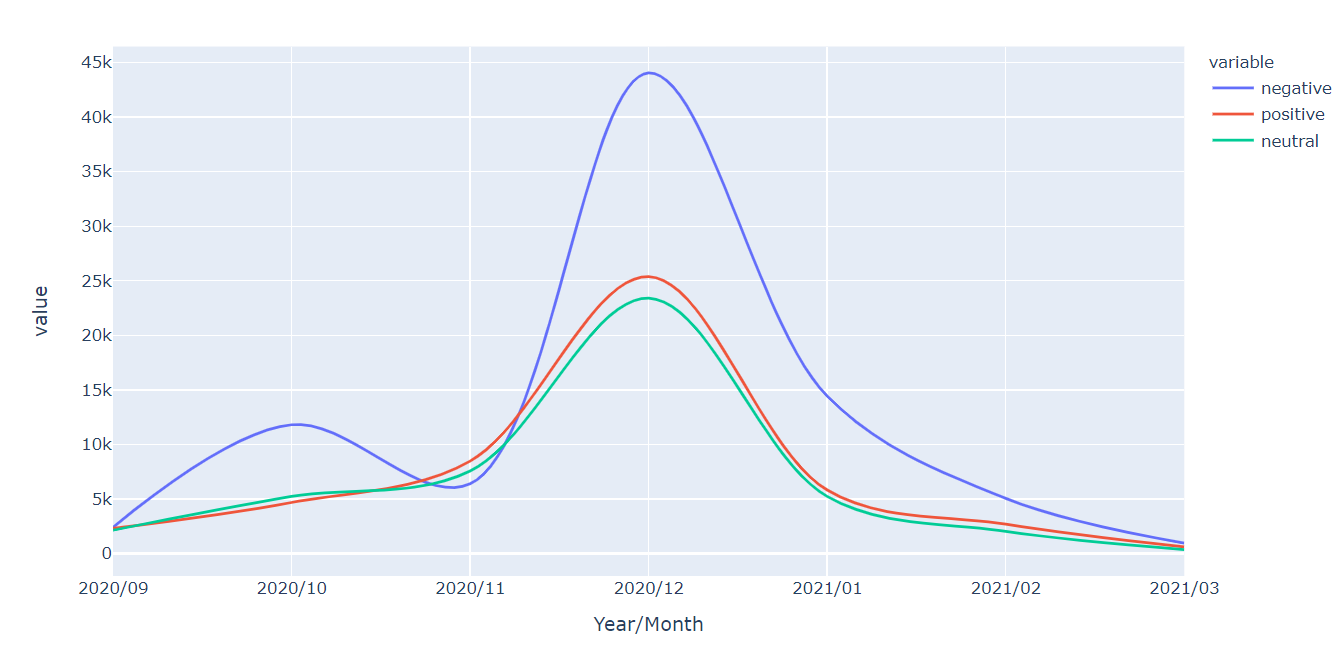 variable
negative
positive
neutral
45k
40k
35k
30k
25k
20k
15k
10k
5k
0
value
2020/09 2020/10 2020/11 2020/12 2021/01 2021/02 2021/03
Year/Month